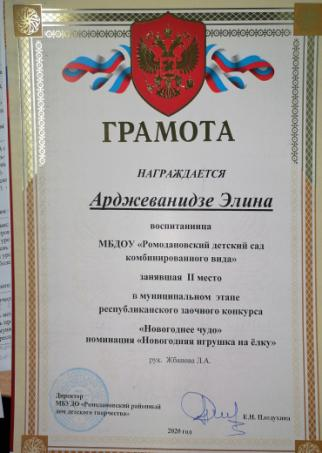 ГРАМОТА
НАГРАЖДАЕТСЯ
Арджеванидзе Элина
воспитанница
МБДОУ «Ромодановский детский сад
комбинированного вида»
занявшая II место
в муниципальном этапе
республиканского заочного конкурса
«Новогоднее чудо»
номинация «Новогодняя игрушка на ёлку»
рук. Жбанова Л.А.
Директор
МБУДО «Ромодановский районный
дом детского творчества»
Е.Н. Плодухина
2020 год